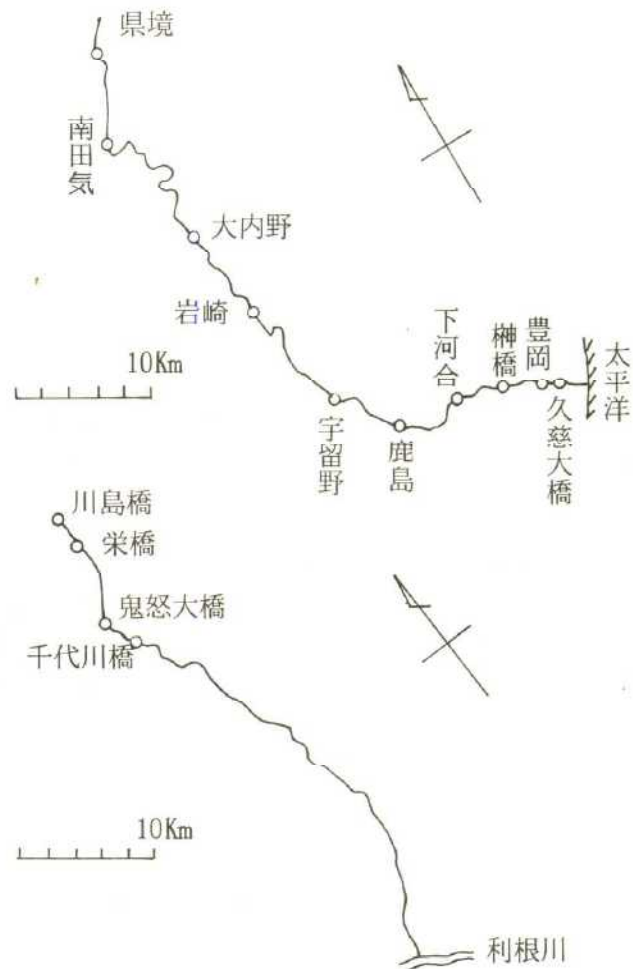 県境
南田気
大内野
岩崎
10Km
宇留野
鹿島
下河合
榊橋
豊岡
久慈大橋
太平洋
川島橋
栄橋
鬼怒大橋
千代川橋
10Km
利根川